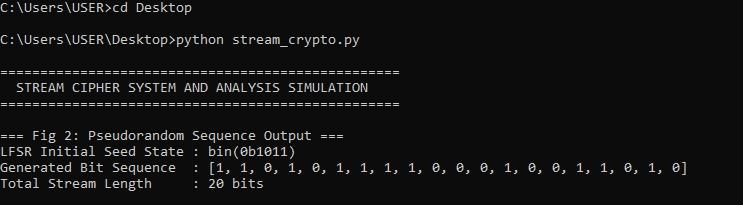 C:\Users\USER>cd Desktop
C:\Users\USER\Desktop>python stream_crypto.py
==================================================
  STREAM CIPHER SYSTEM AND ANALYSIS SIMULATION
==================================================
=== Fig 2: Pseudorandom Sequence Output ===
LFSR Initial Seed State : bin(0b1011)
Generated Bit Sequence  : [1, 1, 0, 1, 0, 1, 1, 1, 1, 0, 0, 0, 1, 0, 0, 1, 1, 0, 1, 0]
Total Stream Length     : 20 bits